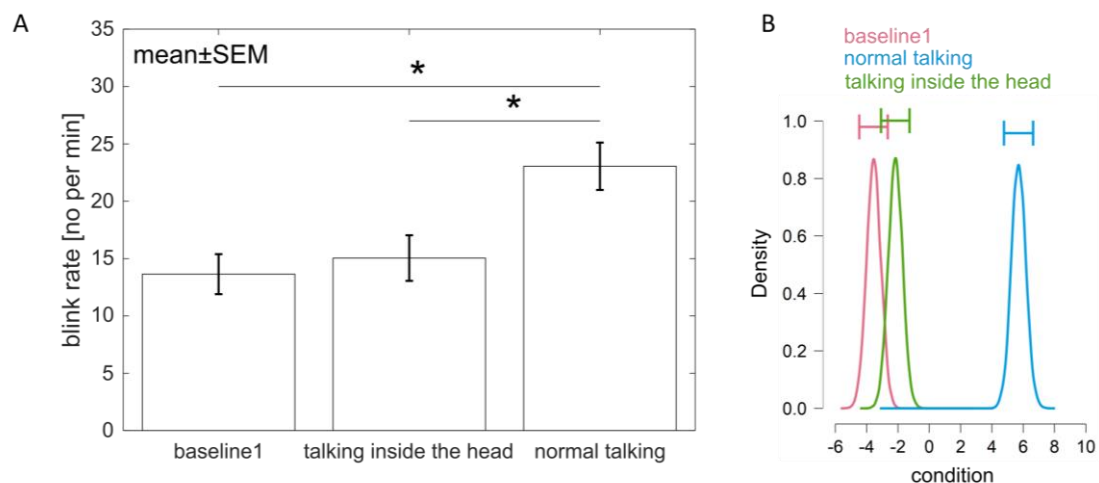 A
mean±SEM
*
*
35
30
25
20
15
10
5
0
blink rate [no per min]
baseline1 talking inside the head normal talking
B
baseline1
normal talking
talking inside the head
1.0
0.8
0.6
0.4
0.2
0.0
Density
-6 -4 -2 0 2 4 6 8 10
condition